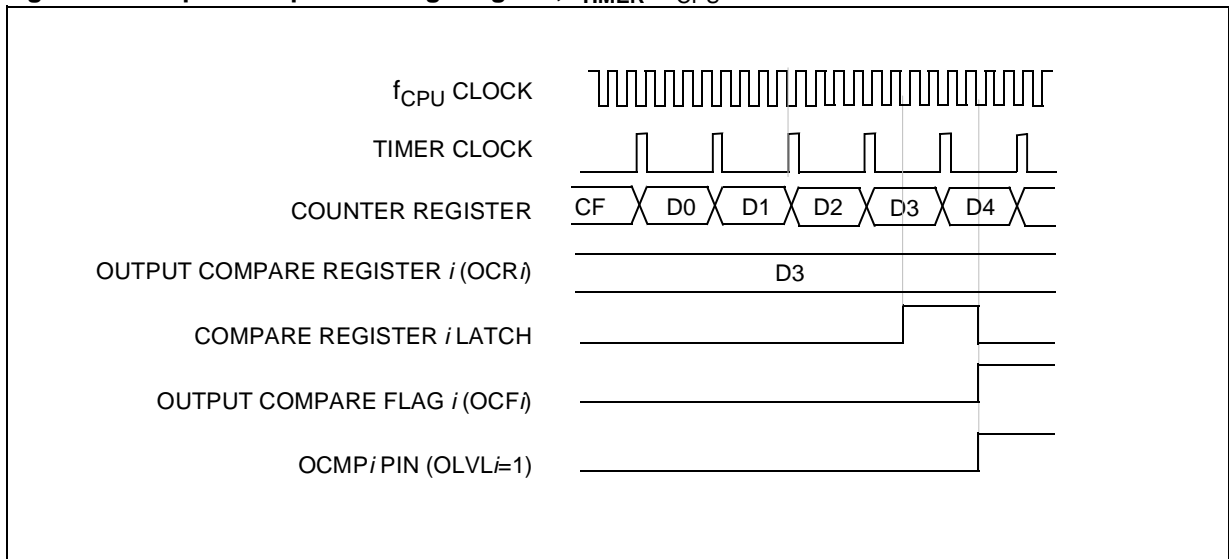 TIMER
fCPU CLOCK
TIMER CLOCK
COUNTER REGISTER
CF D0 D1 D2 D3 D4
OUTPUT COMPARE REGISTER i (OCRi)
D3
COMPARE REGISTER i LATCH
OUTPUT COMPARE FLAG i (OCFi)
OCMPi PIN (OLVLi=1)